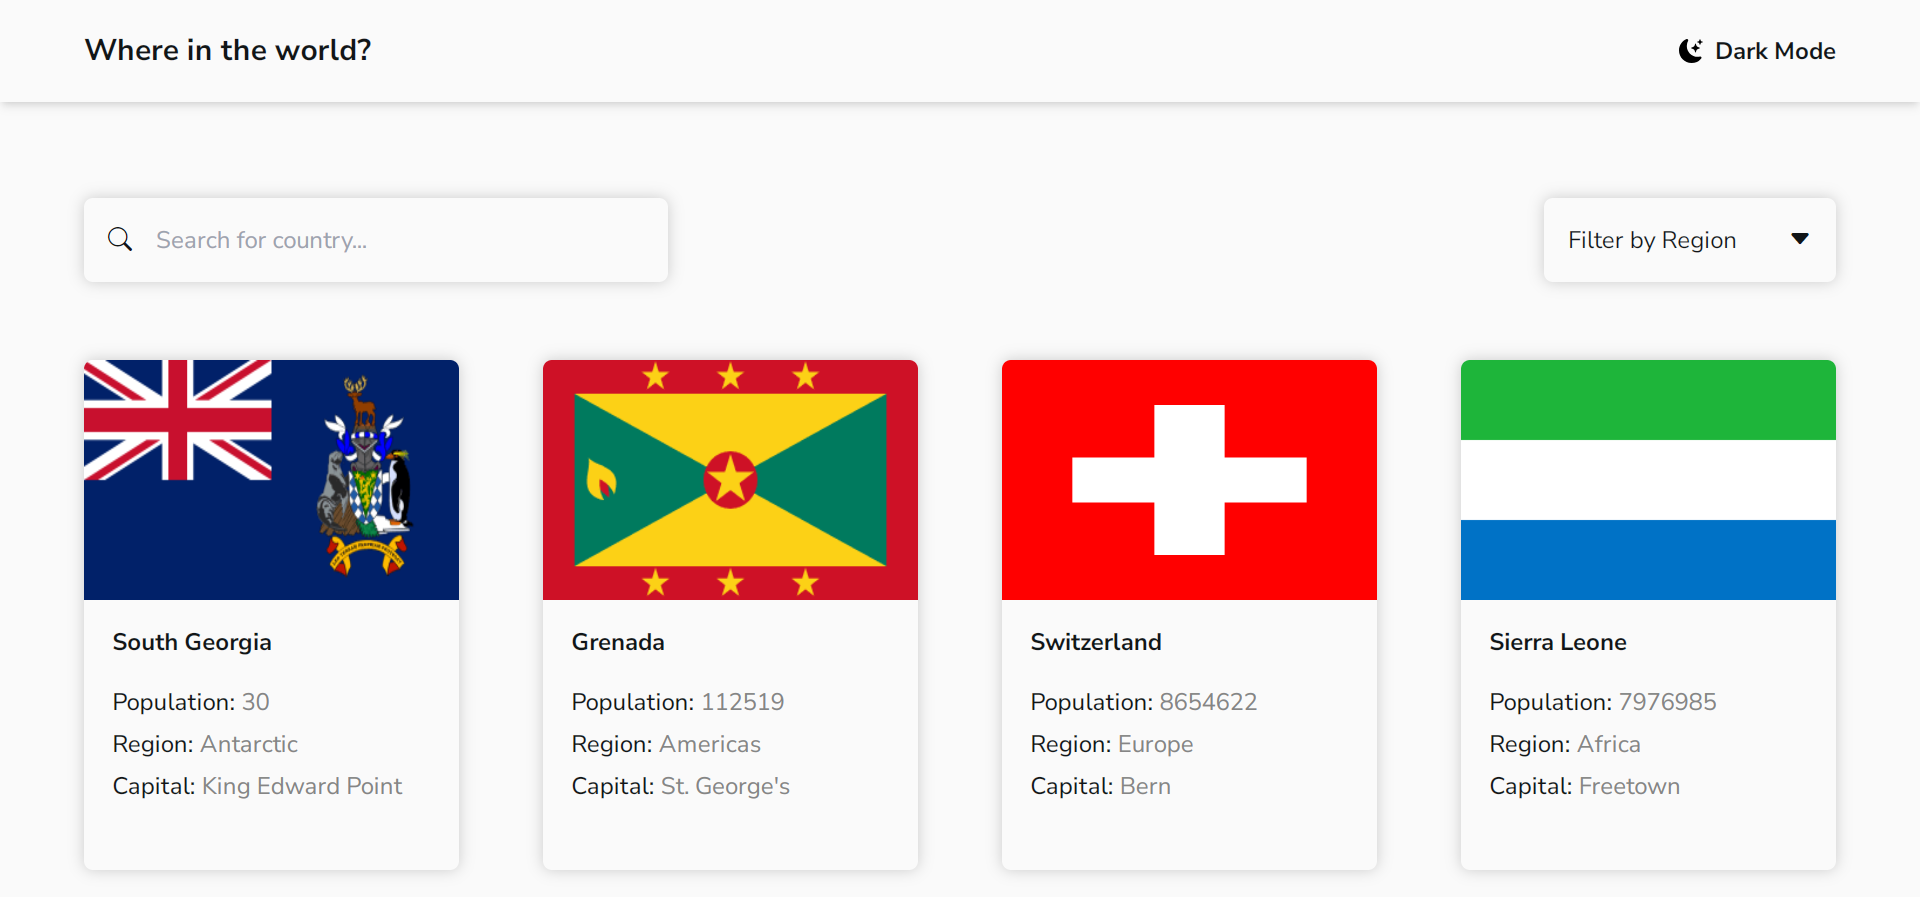 Where in the world?
Dark Mode
Search for country...
Filter by Region
South Georgia
Population: 30
Region: Antarctic
Capital: King Edward Point
Grenada
Population: 112519
Region: Americas
Capital: St. George's
Switzerland
Population: 8654622
Region: Europe
Capital: Bern
Sierra Leone
Population: 7976985
Region: Africa
Capital: Freetown